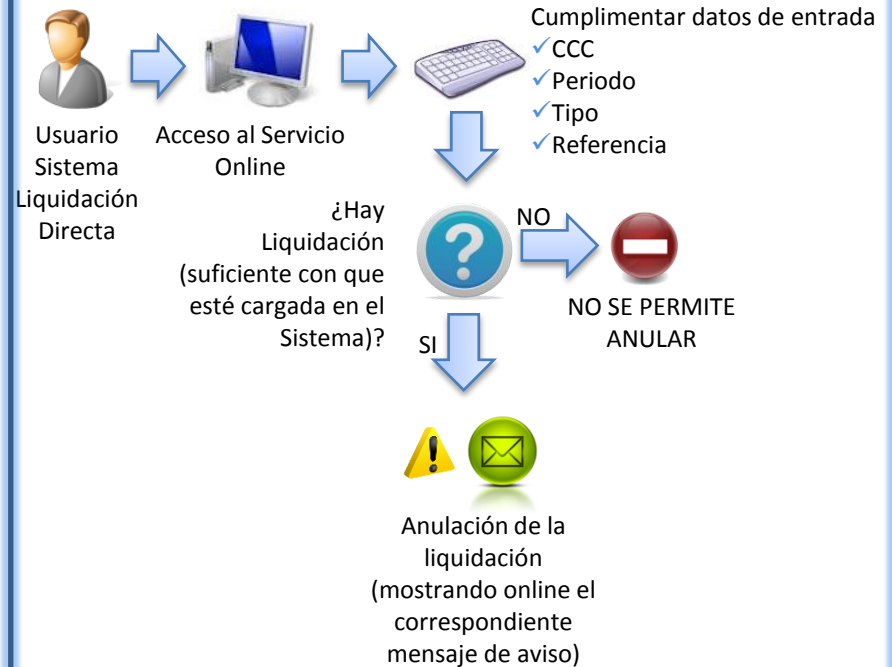 Usuario
Sistema
Liquidación
Directa
Acceso al Servicio
Online
Cumplimentar datos de entrada
✓CCC
✓Periodo
✓Tipo
✓Referencia
¿Hay
Liquidación
(suficiente con que
esté cargada en el
Sistema)?
NO
NO SE PERMITE
ANULAR
SI
Anulación de la
liquidación
(mostrando online el
correspondiente
mensaje de aviso)